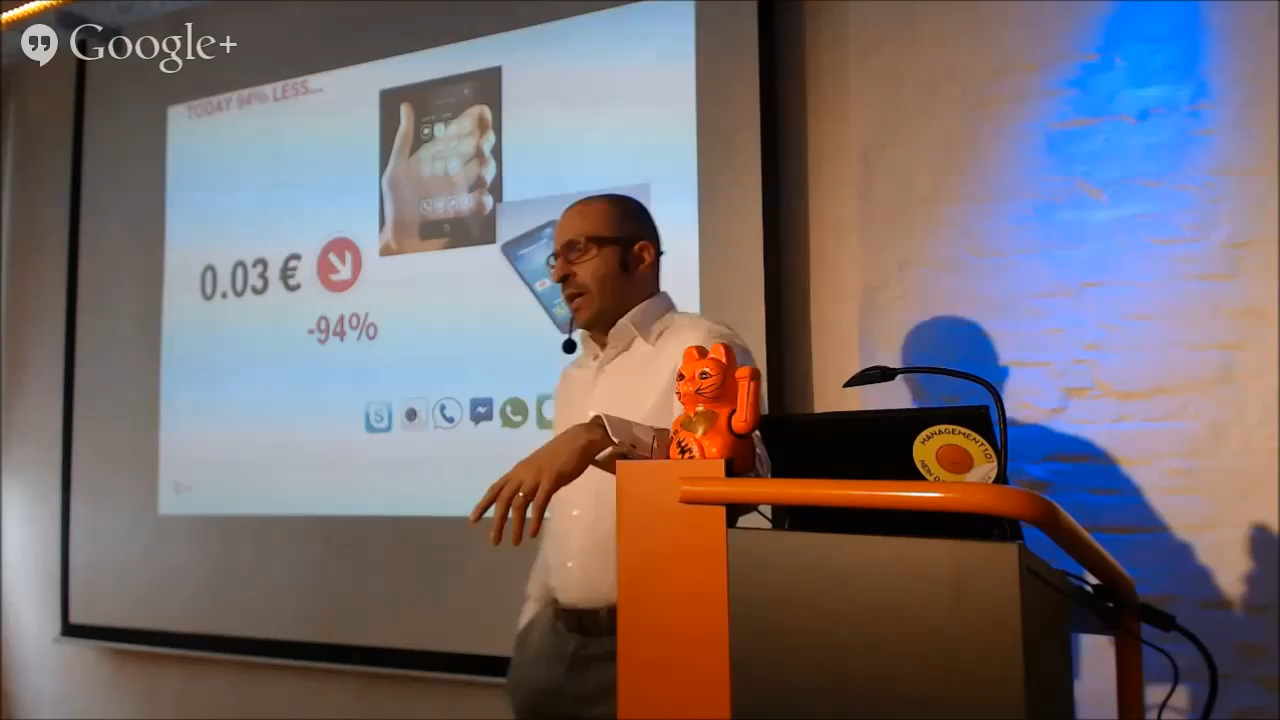 Google+
TODAY 94% LESS...
0.03 €
-94%
MANAGEMENT